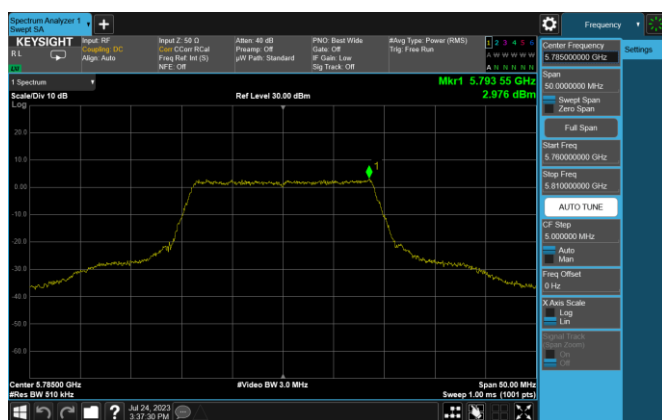 Spectrum Analyzer 1
Swept SA
+
Frequency
KEYSIGHT
R L
LU
Input: RF
Coupling: DC
Align: Auto
Input Z: 50 Ω
Corr CCorr RCal
Freq Ref: Int (S)
NFE: Off
Atten: 40 dB
Preamp: Off
µW Path: Standard
PNO: Best Wide
Gate: Off
IF Gain: Low
Sig Track: Off
#Avg Type: Power (RMS)
Trig: Free Run
1 2 3 4 5 6
A W W W W W
A N N N N N
1 Spectrum
Scale/Div 10 dB
Log
Ref Level 30.00 dBm
Mkr1 5.793 55 GHz
2.976 dBm
20.0
10.0
0.00
-10.0
-20.0
-30.0
-40.0
-50.0
-60.0
1
Center 5.78500 GHz
#Res BW 510 kHz
#Video BW 3.0 MHz
Span 50.00 MHz
Sweep 1.00 ms (1001 pts)
Jul 24, 2023
3:37:30 PM
?
Center Frequency
5.785000000 GHz
Span
50.0000000 MHz
Swept Span
Zero Span
Full Span
Start Freq
5.760000000 GHz
Stop Freq
5.810000000 GHz
AUTO TUNE
CF Step
5.000000 MHz
Auto
Man
Freq Offset
0 Hz
X Axis Scale
Log
Lin
Signal Track
(Span Zoom)
On
Off
Settings